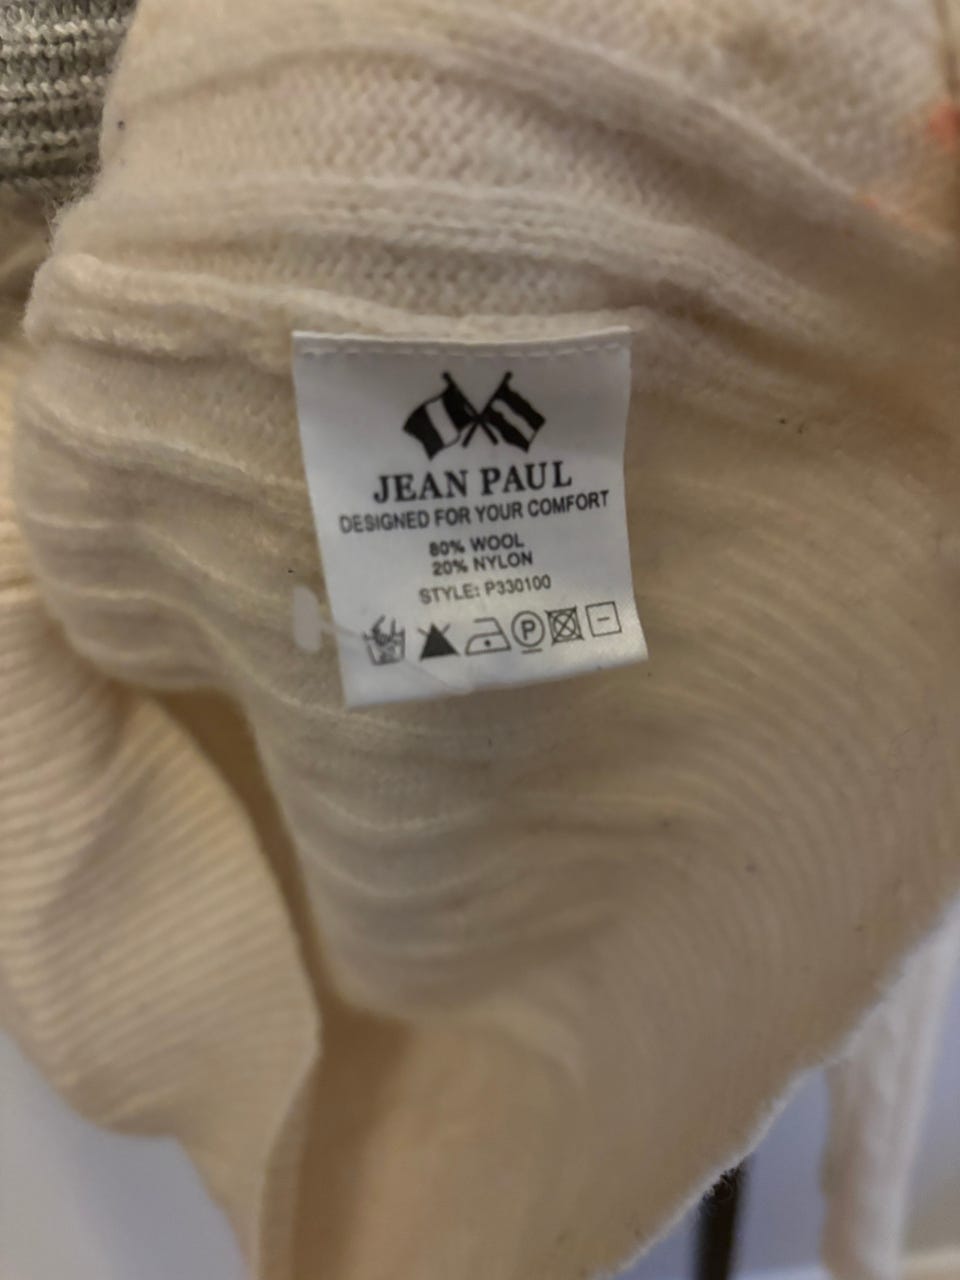 JEAN PAUL
DESIGNED FOR YOUR COMFORT
80% WOOL
20% NYLON
STYLE: P330100
P